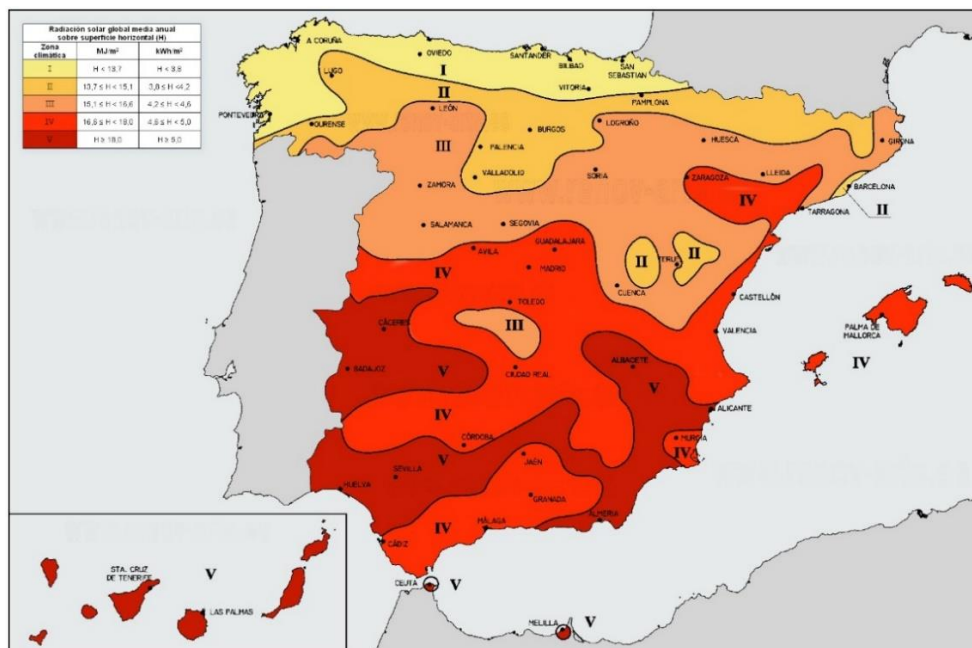 Radiación solar global media anual
sobre superficie horizontal (H)
Zona climática MJ/m² kWh/m²
I H < 13,7 H < 3,8
II 13,7 ≤ H < 15,1 3,8 ≤ H <4,2
III 15,1 ≤ H < 16,6 4,2 ≤ H < 4,6
IV 16,6 ≤ H < 18,0 4,6 ≤ H < 5,0
V H ≥ 18,0 H ≥ 5,0
A CORUÑA
OVIEDO
SANTANDER
BILBAO
SAN
SEBASTIAN
I
LUGO
VITORIA
II
PAMPLONA
PONTEVEDRA
OURENSE
LEÓN
BURGOS
LOGROÑO
HUESCA
GIRONA
III
PALENCIA
VALLADOLID
ZAMORA
SORIA
ZARAGOZA
LLEIDA
BARCELONA
IV
TARRAGONA
II
SALAMANCA
SEGOVIA
AVILA
GUADALAJARA
IV
MADRID
II
TERUEL
II
CUENCA
TOLEDO
CASTELLÓN
CÁCERES
III
VALENCIA
PALMA DE
MALLORCA
IV
BADAJOZ
V
CIUDAD REAL
ALBACETE
V
IV
ALICANTE
CÓRDOBA
MURCIA
IV
V
JAÉN
SEVILLA
HUELVA
GRANADA
ALMERIA
IV
MÁLAGA
CÁDIZ
CEUTA
V
MELILLA
V
STA. CRUZ
DE TENERIFE
V
LAS PALMAS